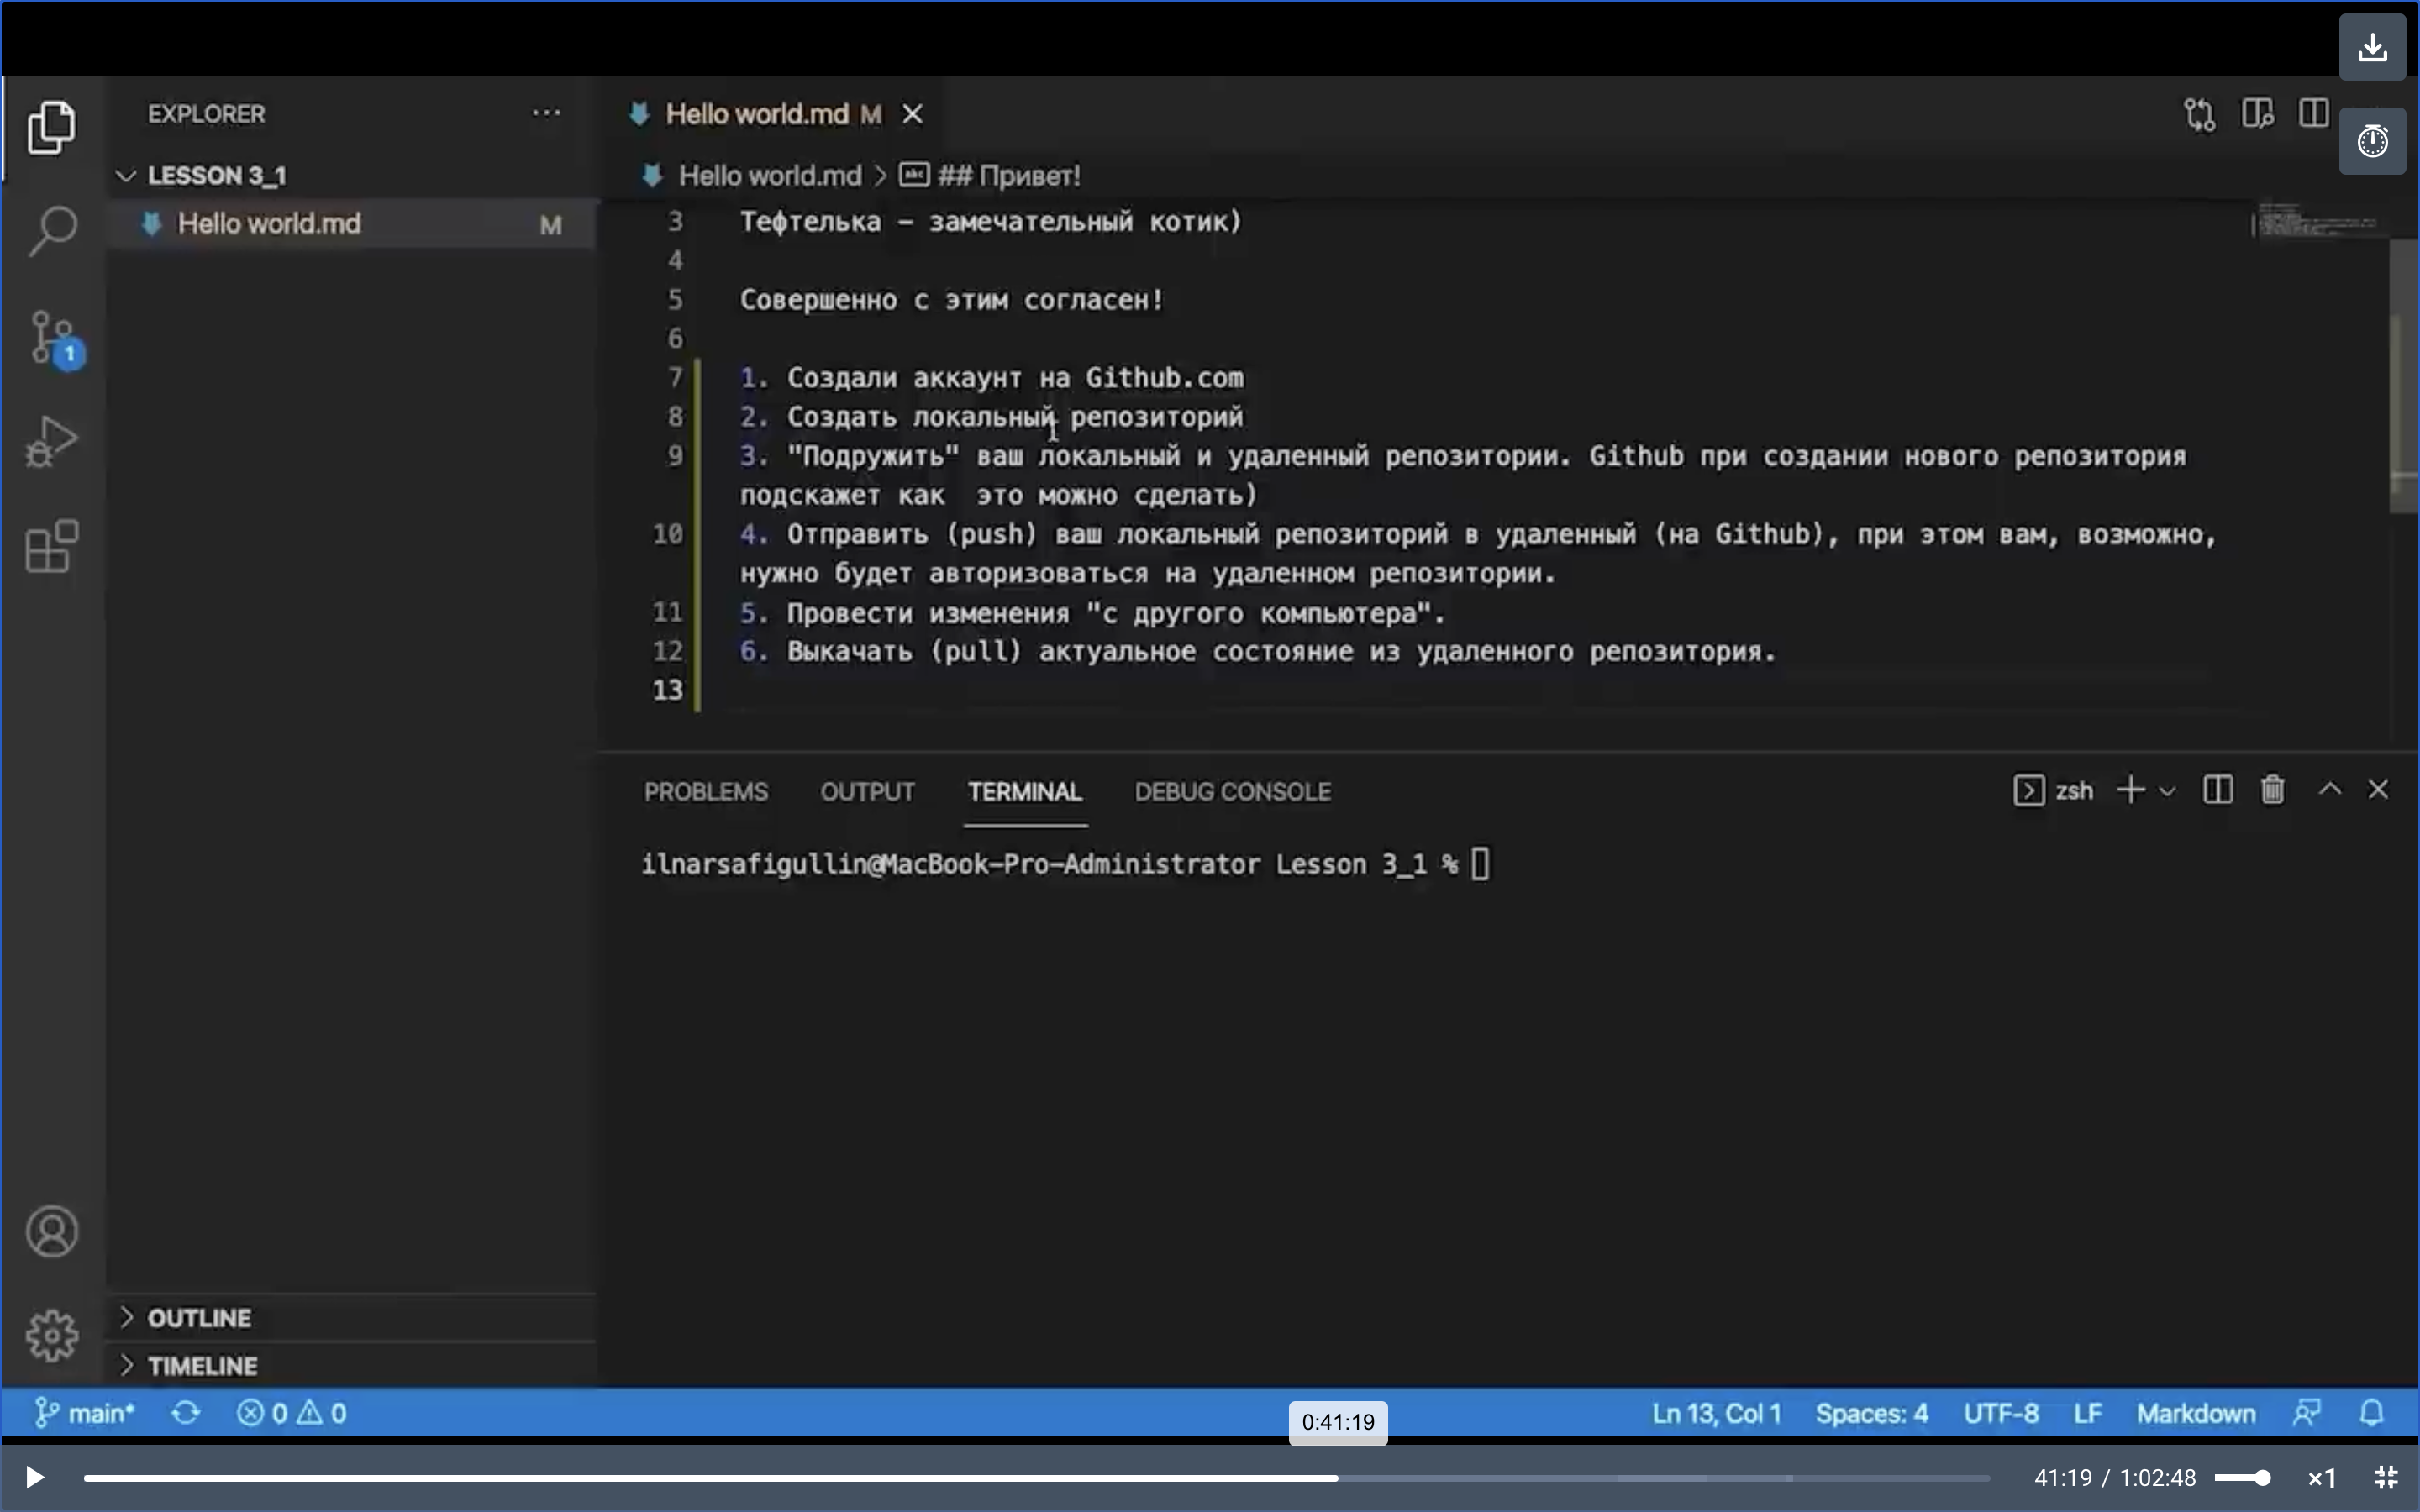 EXPLORER
LESSON 3_1
Hello world.md M
Hello world.md M
Hello world.md > ## Привет!
3 Тефтелька – замечательный котик)
4
5 Совершенно с этим согласен!
6
7 1. Создали аккаунт на Github.com
8 2. Создать локальный репозиторий
9 3. "Подружить" ваш локальный и удаленный репозитории. Github при создании нового репозитория
подскажет как  это можно сделать)
10 4. Отправить (push) ваш локальный репозиторий в удаленный (на Github), при этом вам, возможно,
нужно будет авторизоваться на удаленном репозитории.
11 5. Провести изменения "с другого компьютера".
12 6. Выкачать (pull) актуальное состояние из удаленного репозитория.
13
1
PROBLEMS OUTPUT TERMINAL DEBUG CONSOLE
zsh
ilnarsafigullin@MacBook-Pro-Administrator Lesson 3_1 %
OUTLINE
TIMELINE
main* 0 0
Ln 13, Col 1 Spaces: 4 UTF-8 LF Markdown
0:41:19
41:19 / 1:02:48 ×1